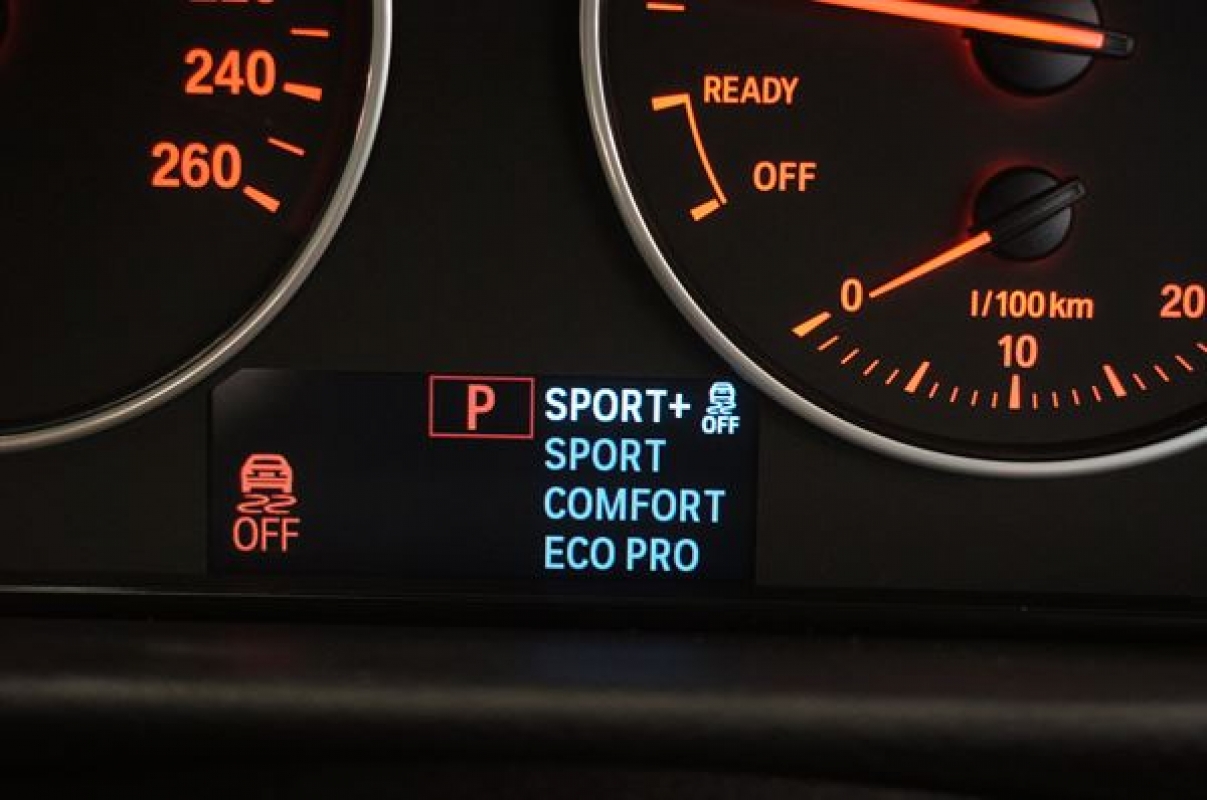 240
260
READY
OFF
0
l/100 km
10
20
P
SPORT+
OFF
SPORT
COMFORT
ECO PRO
OFF